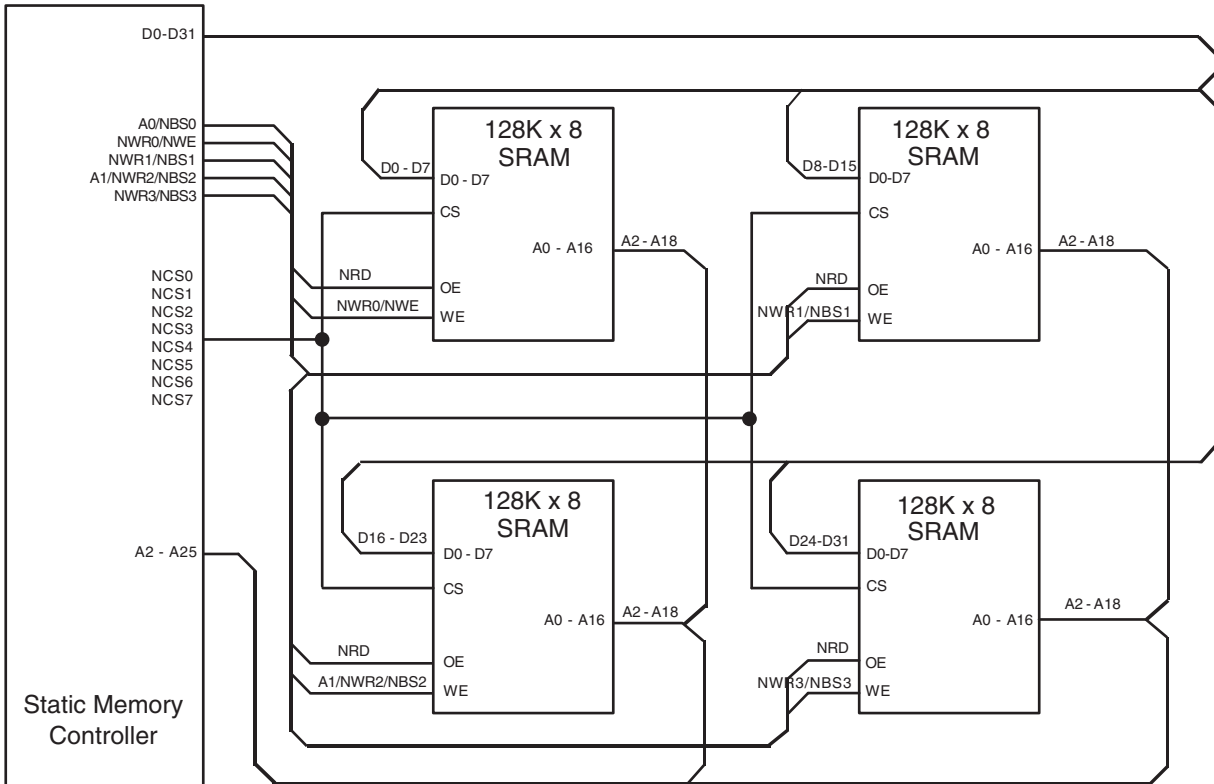 D0-D31
A0/NBS0
NWR0/NWE
NWR1/NBS1
A1/NWR2/NBS2
NWR3/NBS3
NCS0
NCS1
NCS2
NCS3
NCS4
NCS5
NCS6
NCS7
A2 - A25
Static Memory
Controller
128K x 8
SRAM
D0 - D7
D0 - D7
CS
A0 - A16
A2 - A18
NRD
OE
NWR0/NWE
WE
128K x 8
SRAM
D8-D15
D0-D7
CS
A0 - A16
A2 - A18
NRD
OE
NWR1/NBS1
WE
128K x 8
SRAM
D16 - D23
D0 - D7
CS
A0 - A16
A2 - A18
NRD
OE
A1/NWR2/NBS2
WE
128K x 8
SRAM
D24-D31
D0-D7
CS
A0 - A16
A2 - A18
NRD
OE
NWR3/NBS3
WE